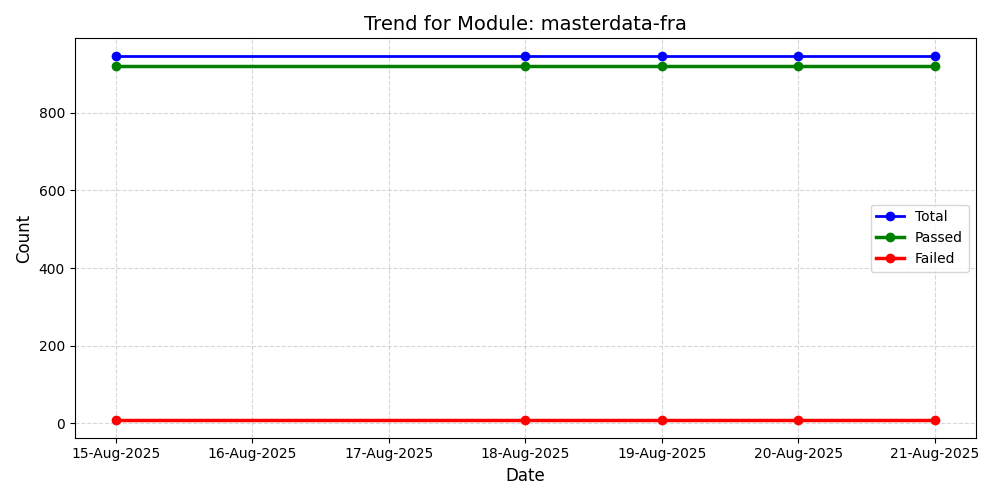 Trend for Module: masterdata-fra
Count
800
600
400
200
0
Total
Passed
Failed
15-Aug-2025 16-Aug-2025 17-Aug-2025 18-Aug-2025 19-Aug-2025 20-Aug-2025 21-Aug-2025
Date